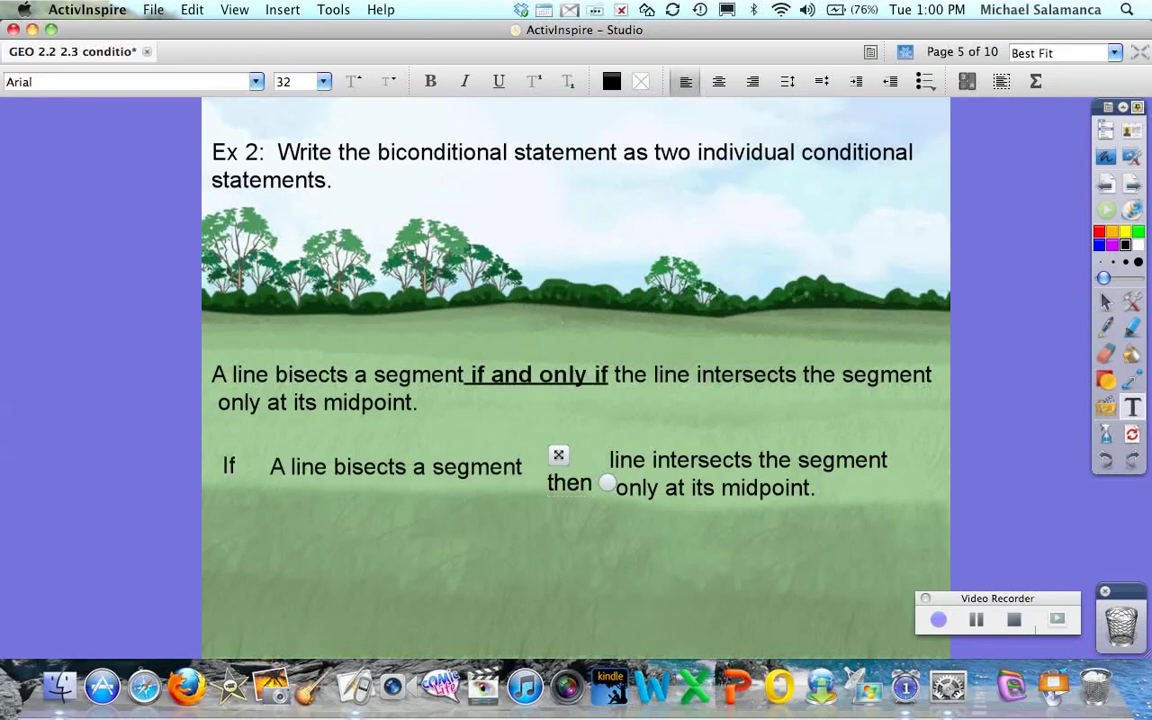 ActivInspire File Edit View Insert Tools Help (76%) Tue 1:00 PM Michael Salamanca
ActivInspire – Studio
GEO 2.2 2.3 conditio* Page 5 of 10 Best Fit
Arial 32 B I U T T Σ
Ex 2: Write the biconditional statement as two individual conditional
statements.
A line bisects a segment if and only if the line intersects the segment
only at its midpoint.
If A line bisects a segment then line intersects the segment
only at its midpoint.
Video Recorder
kindle